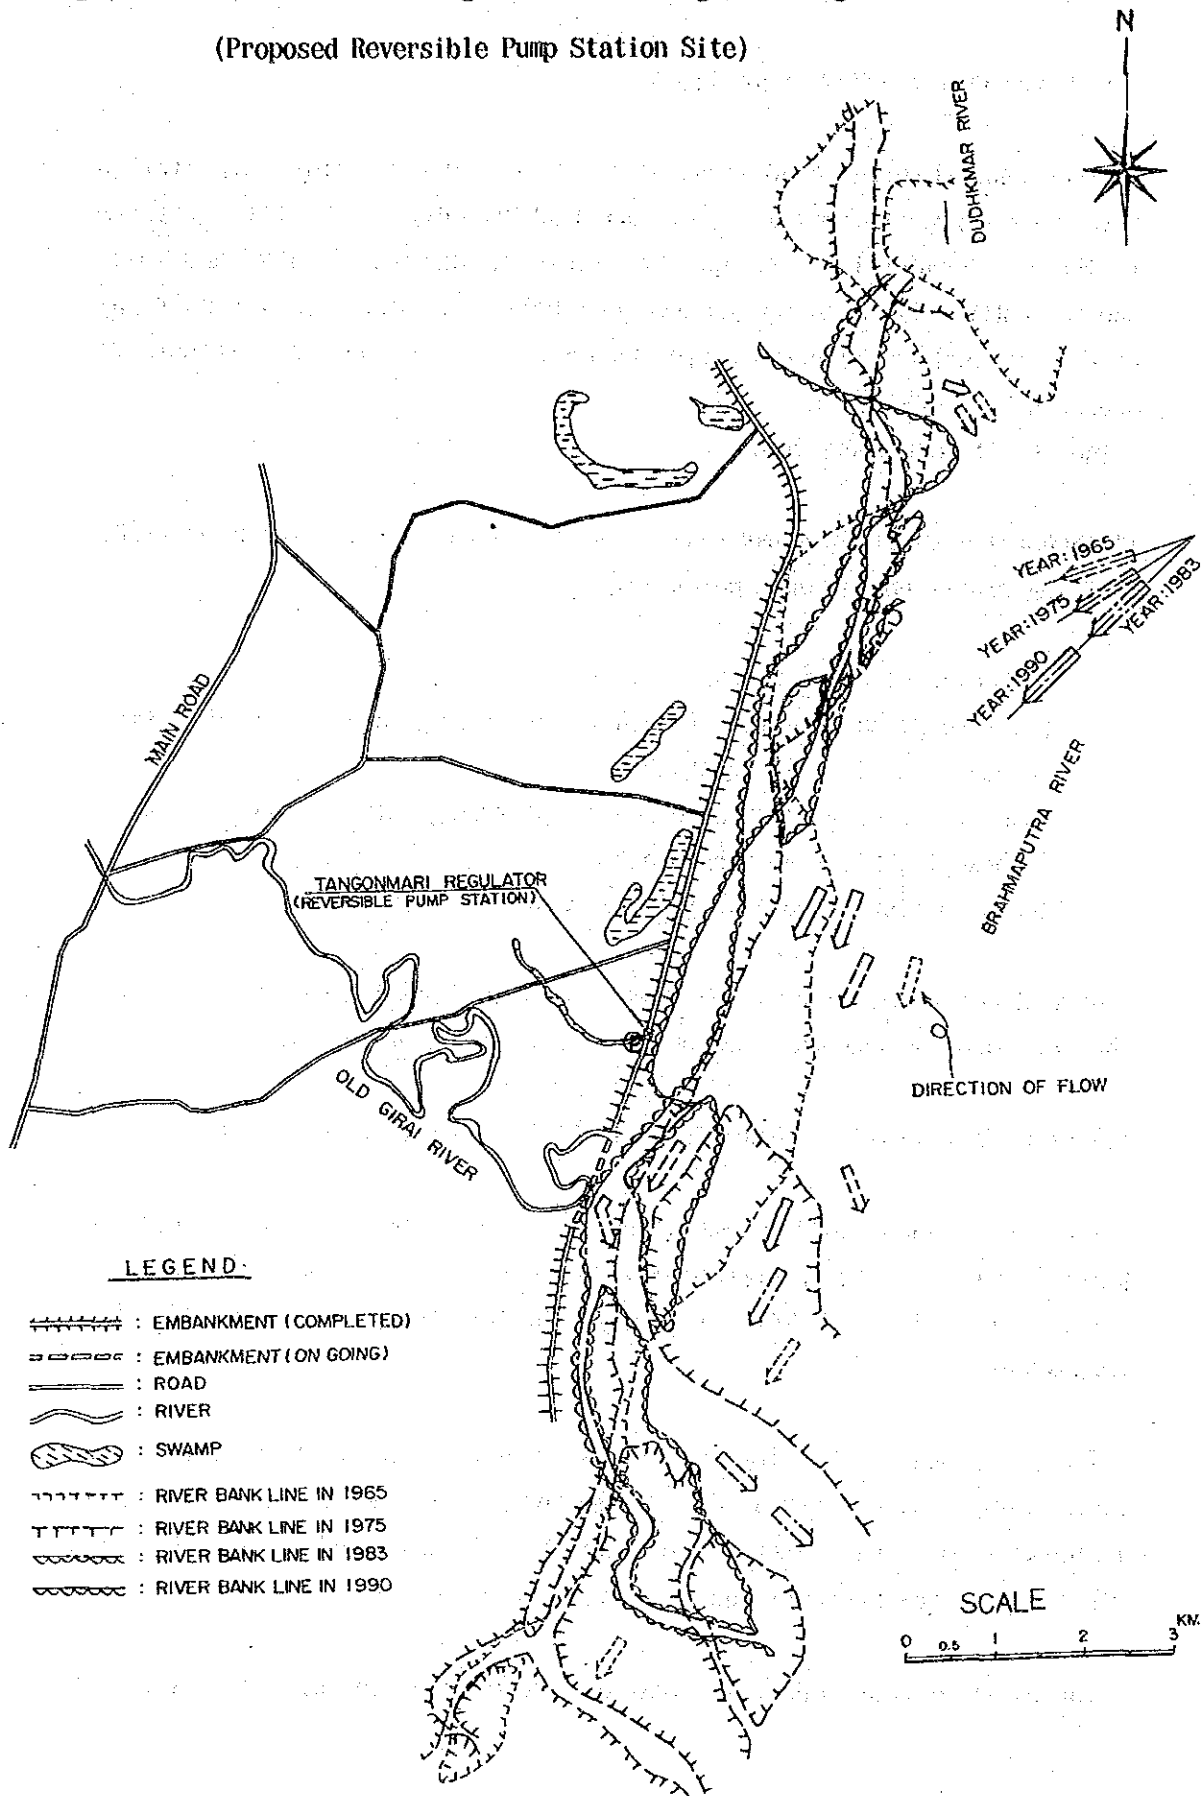 (Proposed Reversible Pump Station Site)
N
DUDHKMAR RIVER
YEAR:1965
YEAR:1975
YEAR:1983
YEAR:1990
MAIN ROAD
BRAHMAPUTRA RIVER
TANGONMARI REGULATOR
(REVERSIBLE PUMP STATION)
DIRECTION OF FLOW
OLD GIRAI RIVER
LEGEND
: EMBANKMENT (COMPLETED)
: EMBANKMENT (ON GOING)
: ROAD
: RIVER
: SWAMP
: RIVER BANK LINE IN 1965
: RIVER BANK LINE IN 1975
: RIVER BANK LINE IN 1983
: RIVER BANK LINE IN 1990
SCALE
0 0.5 1 2 3 KM.